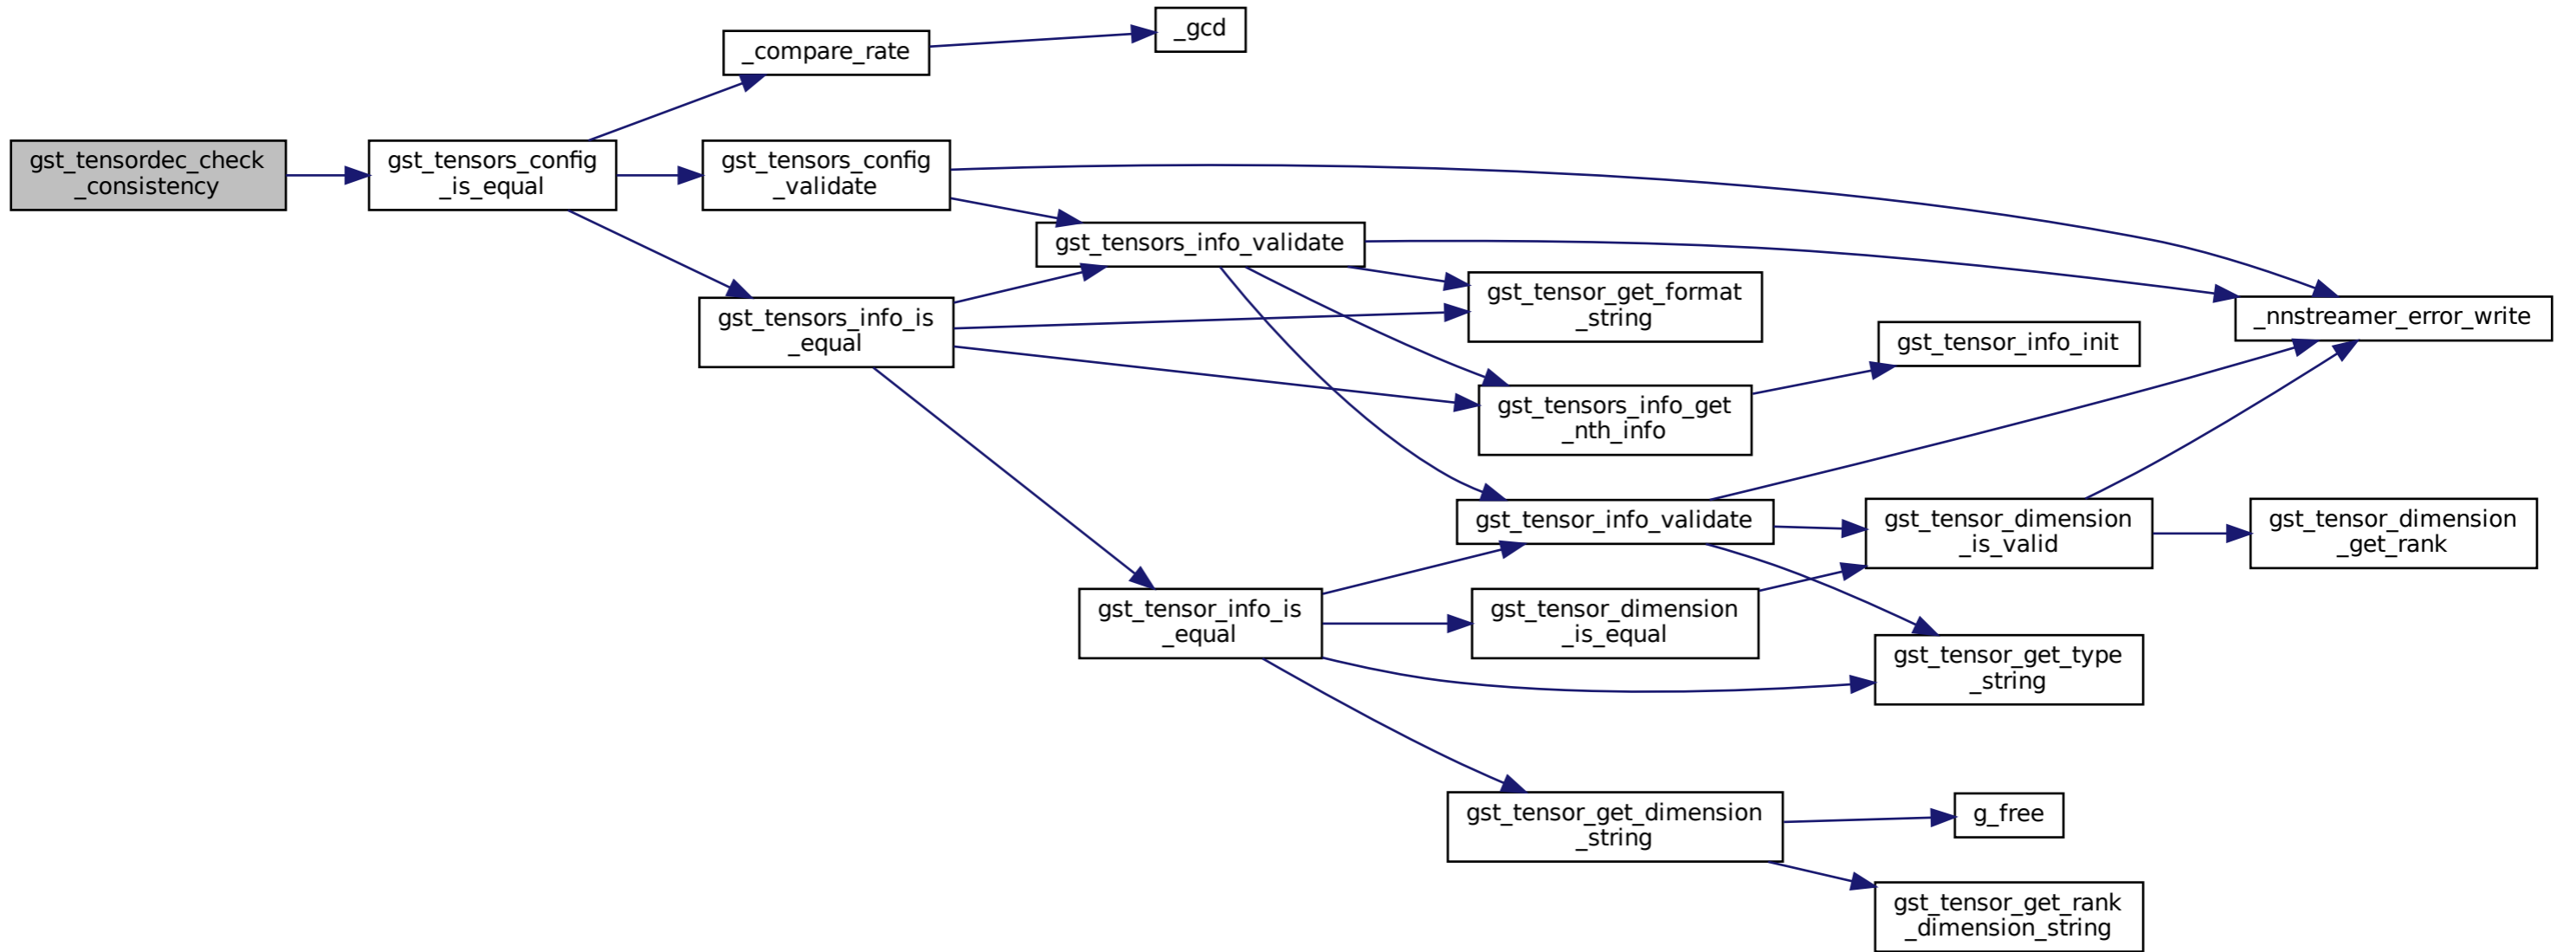 gst_tensordec_check
_consistency
gst_tensors_config
_is_equal
_compare_rate
_gcd
gst_tensors_config
_validate
gst_tensors_info_validate
gst_tensors_info_is
_equal
gst_tensor_get_format
_string
gst_tensors_info_get
_nth_info
gst_tensor_info_init
_nnstreamer_error_write
gst_tensor_info_validate
gst_tensor_dimension
_is_valid
gst_tensor_dimension
_get_rank
gst_tensor_info_is
_equal
gst_tensor_dimension
_is_equal
gst_tensor_get_type
_string
gst_tensor_get_dimension
_string
g_free
gst_tensor_get_rank
_dimension_string